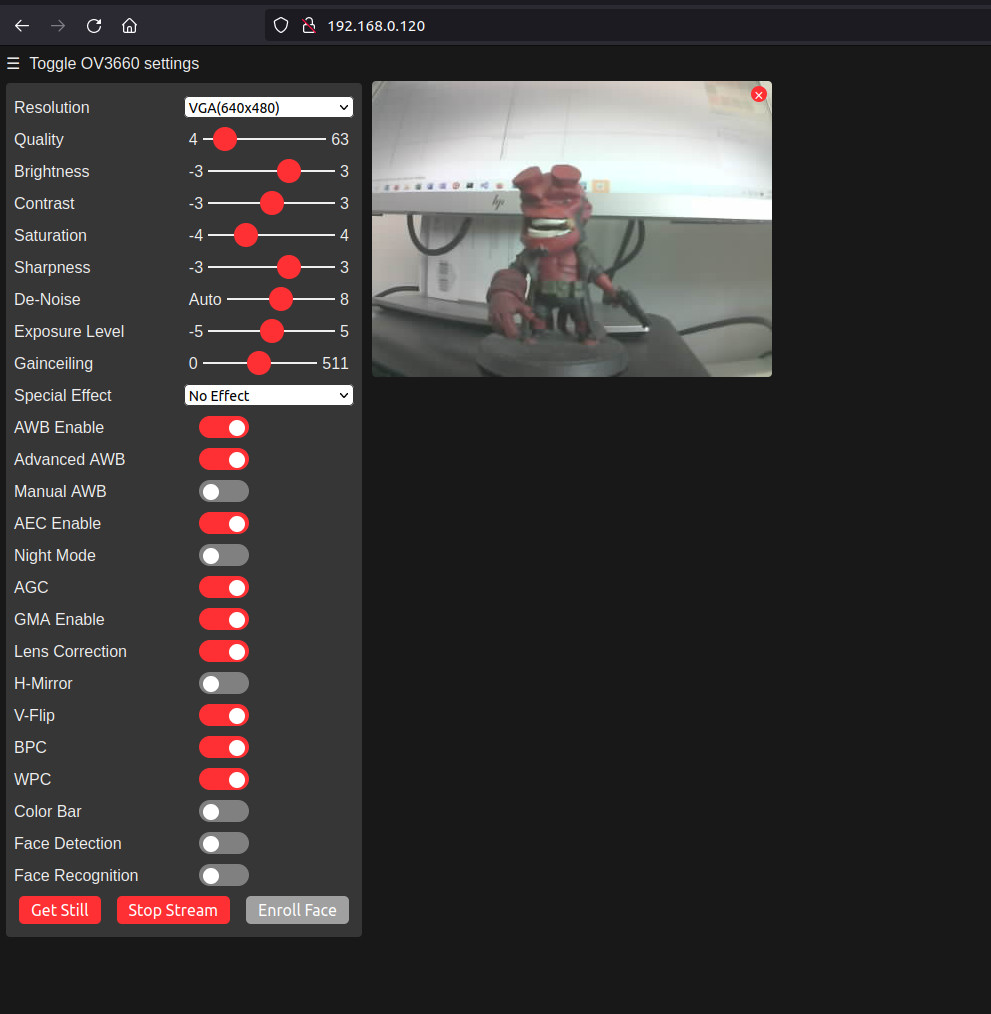 192.168.0.120
☰ Toggle OV3660 settings
Resolution VGA(640x480)
Quality 4 63
Brightness -3 3
Contrast -3 3
Saturation -4 4
Sharpness -3 3
De-Noise Auto 8
Exposure Level -5 5
Gainceiling 0 511
Special Effect No Effect
AWB Enable
Advanced AWB
Manual AWB
AEC Enable
Night Mode
AGC
GMA Enable
Lens Correction
H-Mirror
V-Flip
BPC
WPC
Color Bar
Face Detection
Face Recognition
Get Still Stop Stream Enroll Face
hp